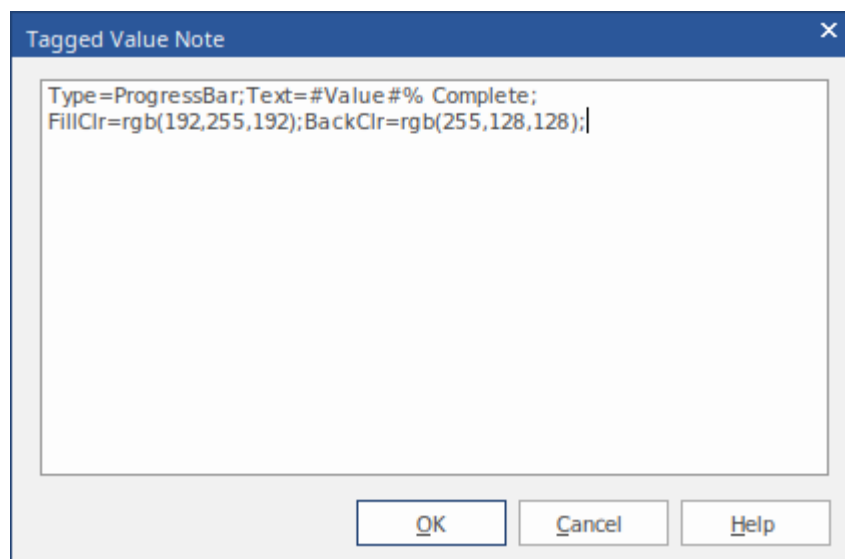 Tagged Value Note
Type=ProgressBar;Text=#Value#% Complete;
FillClr=rgb(192,255,192);BackClr=rgb(255,128,128);
OK Cancel Help